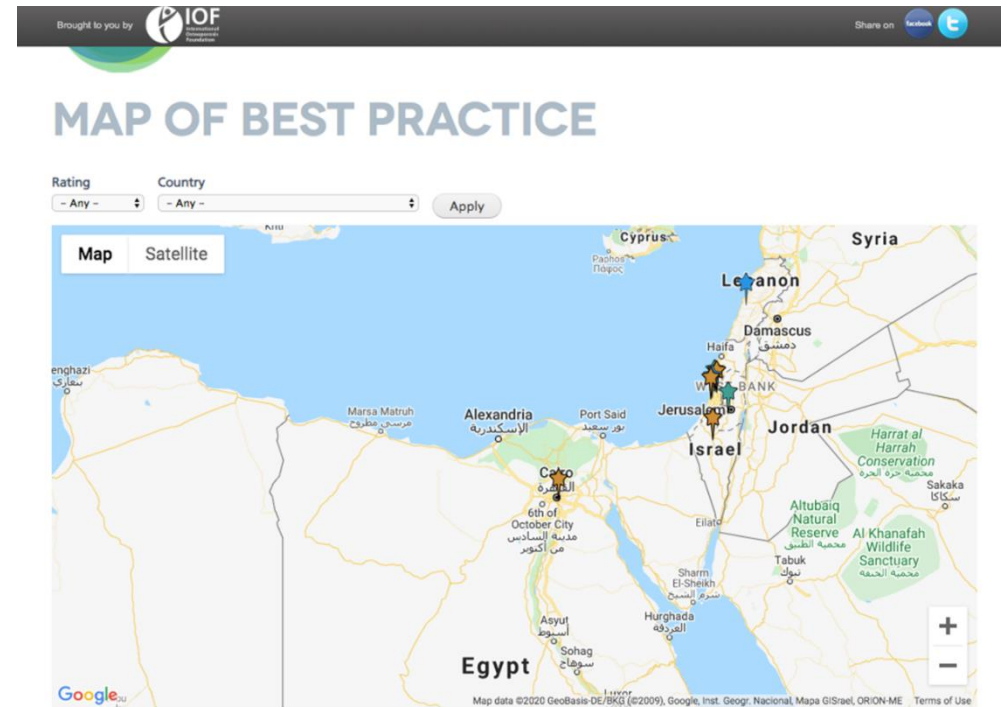 Brought to you by
IOF
International
Osteoporosis
Foundation
Share on
facebook
MAP OF BEST PRACTICE
Rating
Country
- Any -
- Any -
Apply
Map
Satellite
Cyprus
Paphos
Πάφος
Syria
Lebanon
Damascus
دمشق
Haifa
enghazi
بنغازي
WEST BANK
Marsa Matruh
مرسى مطروح
Alexandria
الإسكندرية
Port Said
بور سعيد
Jerusalem
Jordan
Israel
Harrat al
Harrah
Conservation
محمية حرة الحرة
Cairo
القاهرة
Sakaka
سكاكا
6th of
October City
مدينة السادس
من أكتوبر
Eilat
Altubaiq
Natural
Reserve
محمية الطبيق
Al Khanafah
Wildlife
Sanctuary
محمية الخنفة
Tabuk
تبوك
Sharm
El-Sheikh
شرم الشيخ
Hurghada
الغردقة
Asyut
أسيوط
Sohag
سوهاج
Egypt
Luxor
+
−
Google
Map data ©2020 GeoBasis-DE/BKG (©2009), Google, Inst. Geogr. Nacional, Mapa GISrael, ORION-ME
Terms of Use